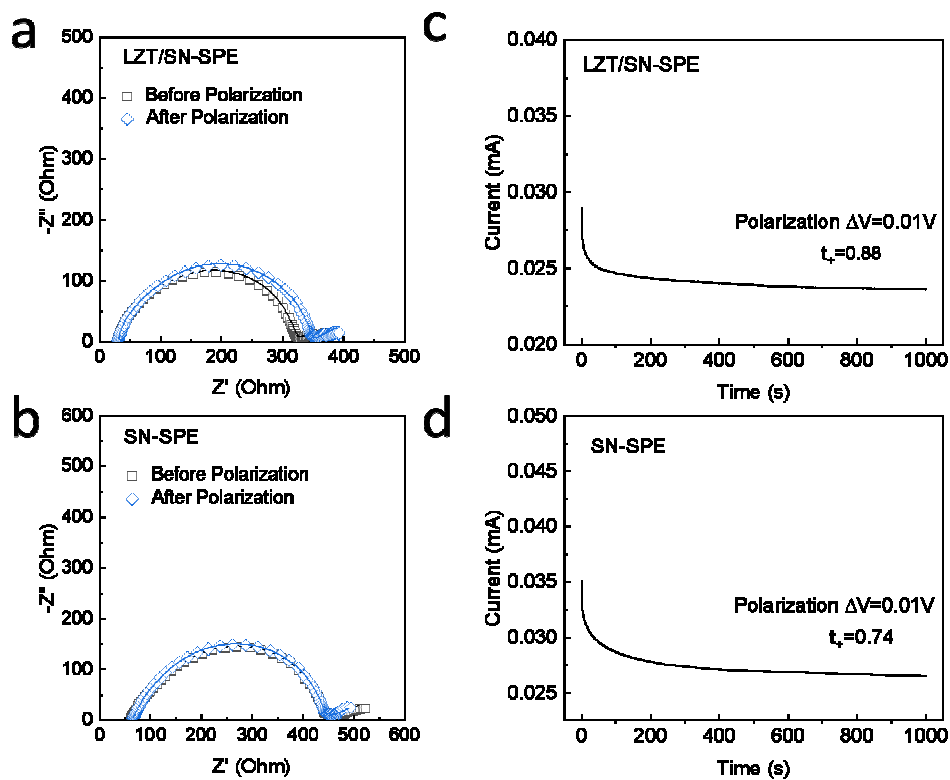 a
500
400
300
200
100
0
-Z" (Ohm)
LZT/SN-SPE
Before Polarization
After Polarization
0 100 200 300 400 500
Z' (Ohm)
c
0.040
0.035
0.030
0.025
0.020
Current (mA)
LZT/SN-SPE
Polarization ΔV=0.01V
t₊=0.88
0 200 400 600 800 1000
Time (s)
b
600
500
400
300
200
100
0
-Z" (Ohm)
SN-SPE
Before Polarization
After Polarization
0 100 200 300 400 500 600
Z' (Ohm)
d
0.050
0.045
0.040
0.035
0.030
0.025
Current (mA)
SN-SPE
Polarization ΔV=0.01V
t₊=0.74
0 200 400 600 800 1000
Time (s)